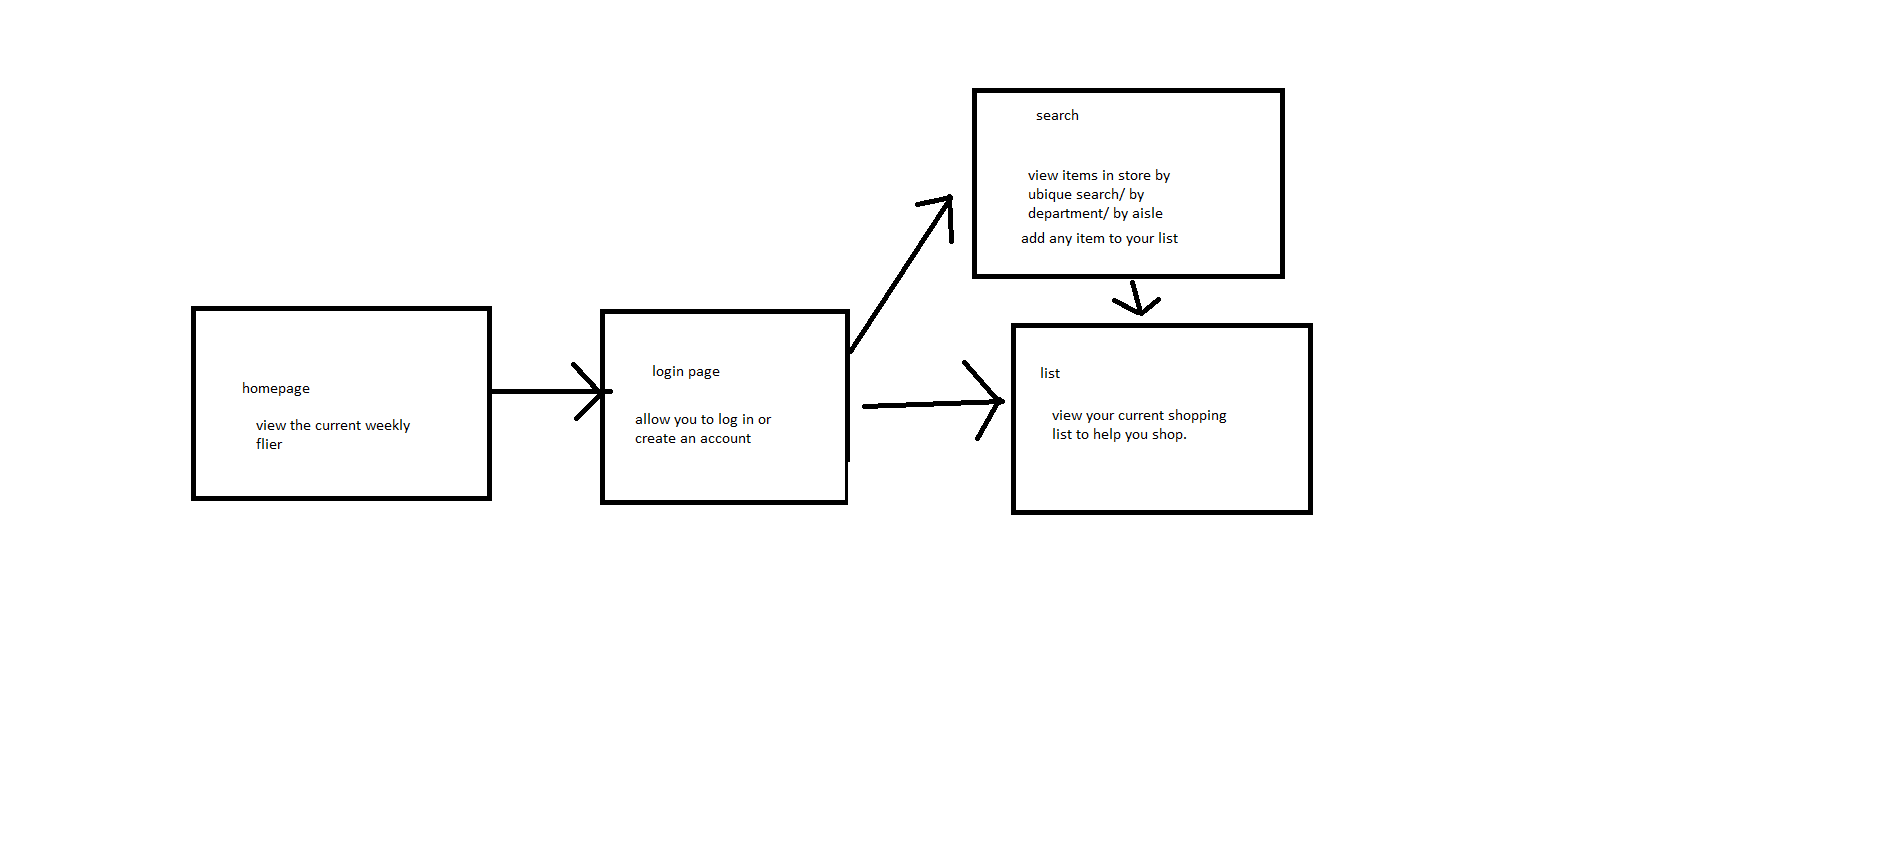 homepage
view the current weekly
flier
login page
allow you to log in or
create an account
search
view items in store by
ubique search/ by
department/ by aisle
add any item to your list
list
view your current shopping
list to help you shop.